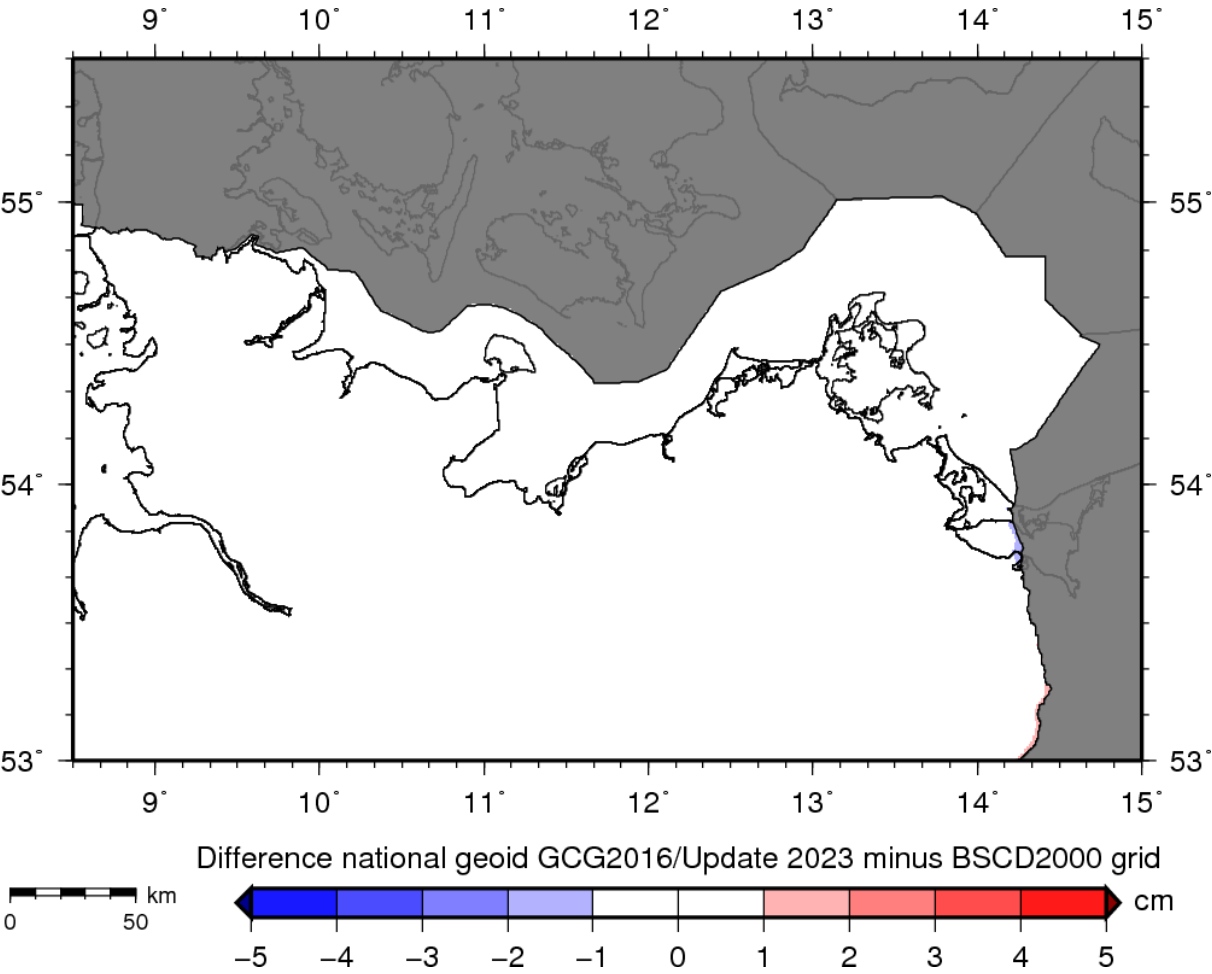 9° 10° 11° 12° 13° 14° 15°
55° 55°
54° 54°
53° 53°
9° 10° 11° 12° 13° 14° 15°
Difference national geoid GCG2016/Update 2023 minus BSCD2000 grid
km cm
0 50
−5 −4 −3 −2 −1 0 1 2 3 4 5